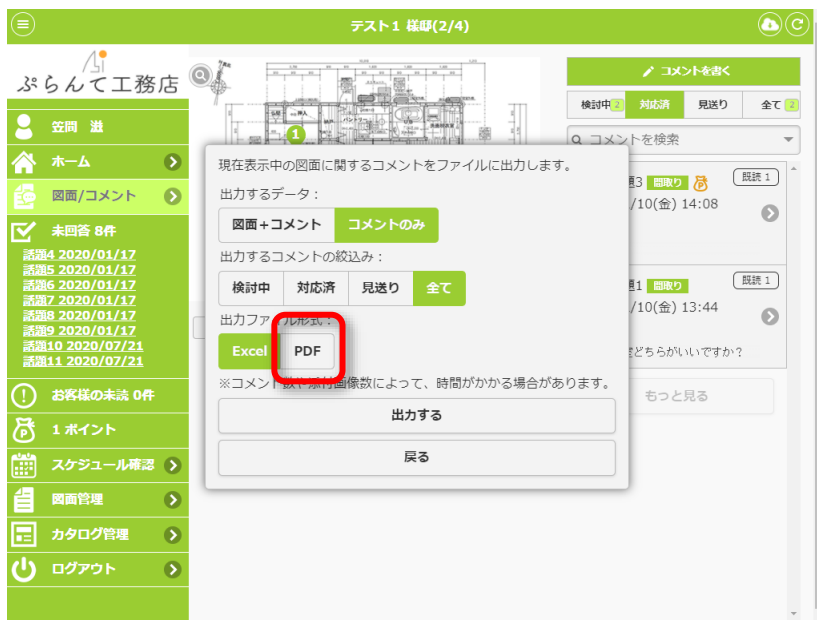 テスト1 様邸(2/4)
ぷらんて工務店
笠間 滋
ホーム
図面/コメント
未回答 8件
話題4 2020/01/17
話題5 2020/01/17
話題6 2020/01/17
話題7 2020/01/17
話題8 2020/01/17
話題9 2020/01/17
話題10 2020/07/21
話題11 2020/07/21
お客様の未読 0件
1 ポイント
スケジュール確認
図面管理
カタログ管理
ログアウト
1
コメントを書く
検討中 2 対応済 見送り 全て 2
コメントを検索
題3 間取り 既読 1
/10(金) 14:08
題1 間取り 既読 1
/10(金) 13:44
どちらがいいですか？
もっと見る
現在表示中の図面に関するコメントをファイルに出力します。
出力するデータ：
図面+コメント コメントのみ
出力するコメントの絞込み：
検討中 対応済 見送り 全て
出力ファイル形式：
Excel PDF
※コメント数や添付画像数によって、時間がかかる場合があります。
出力する
戻る